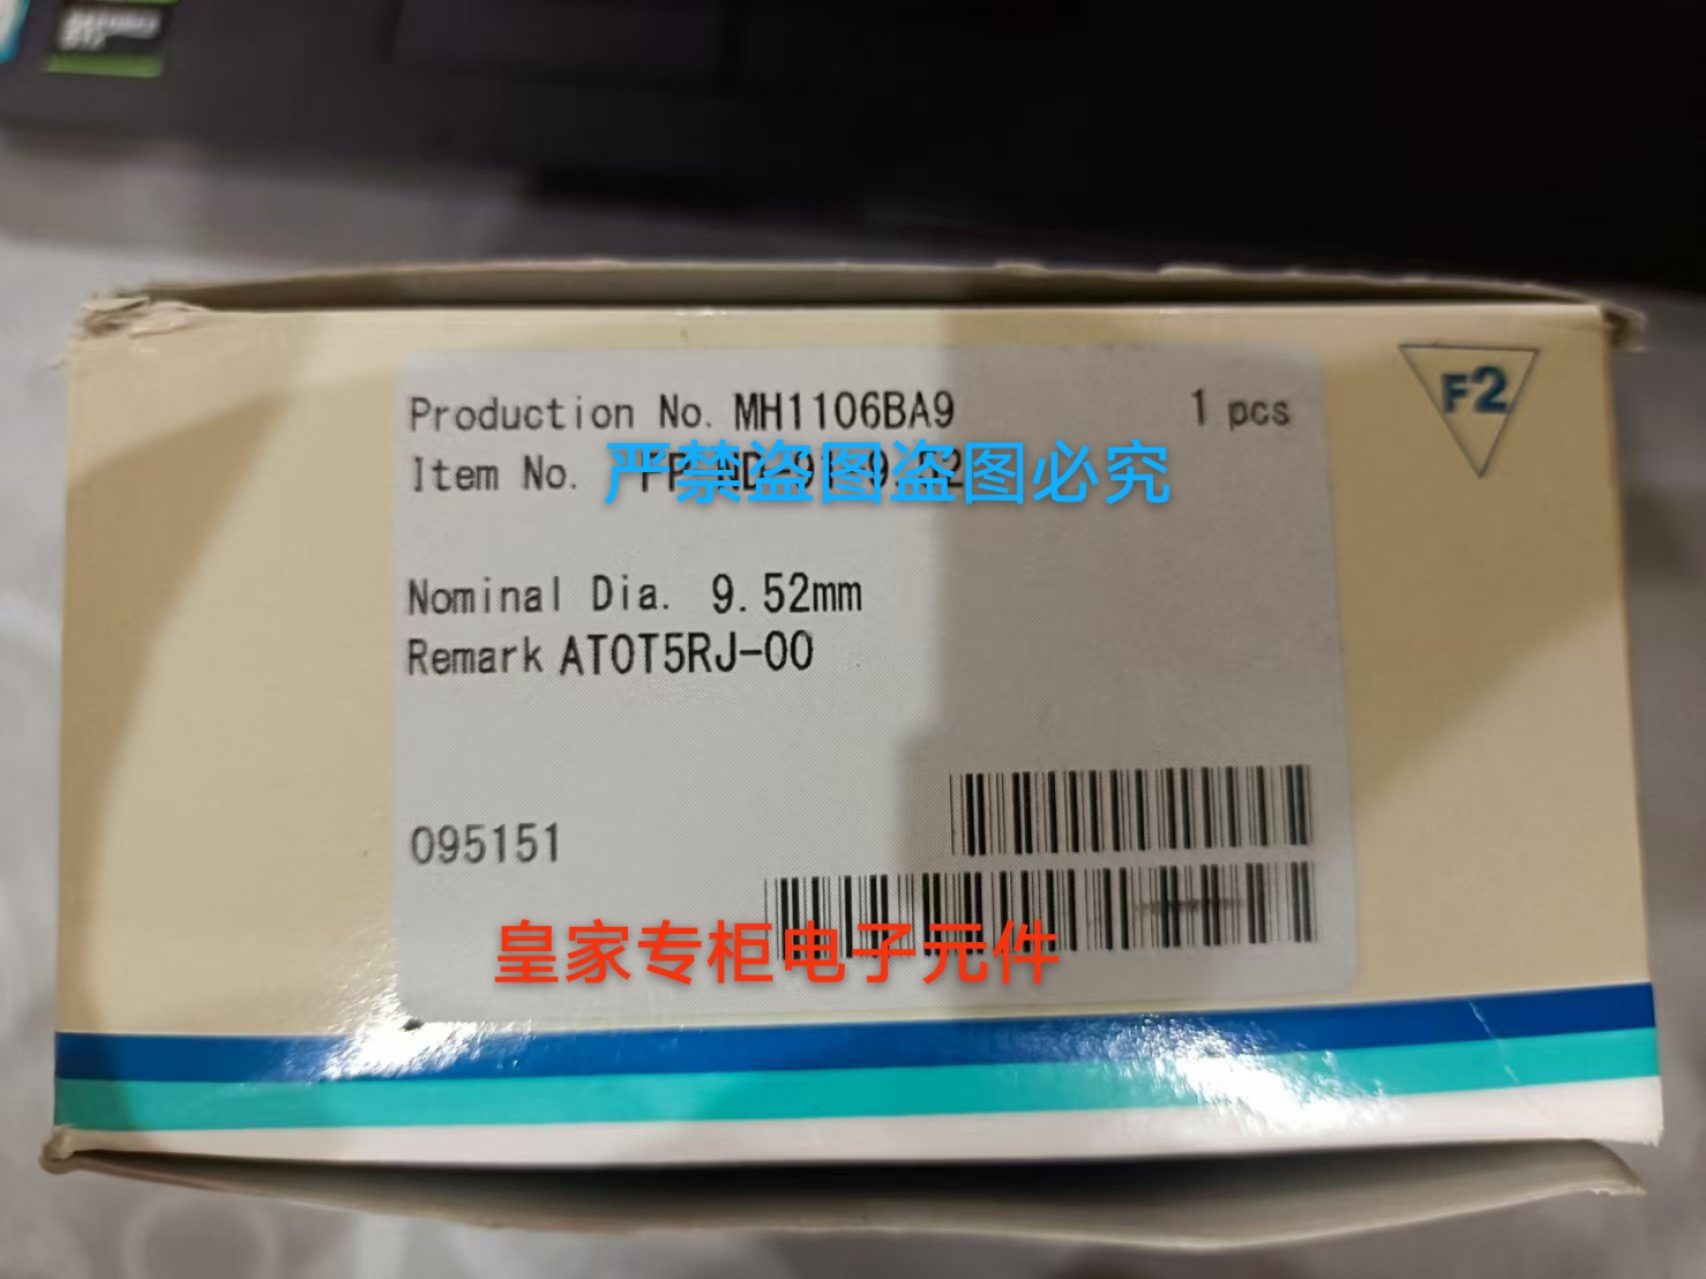 Production No. MH1106BA9 1 pcs
F2
Item No.
严禁盗图盗图必究
Nominal Dia. 9.52mm
Remark AT0T5RJ-00
095151
皇家专柜电子元件